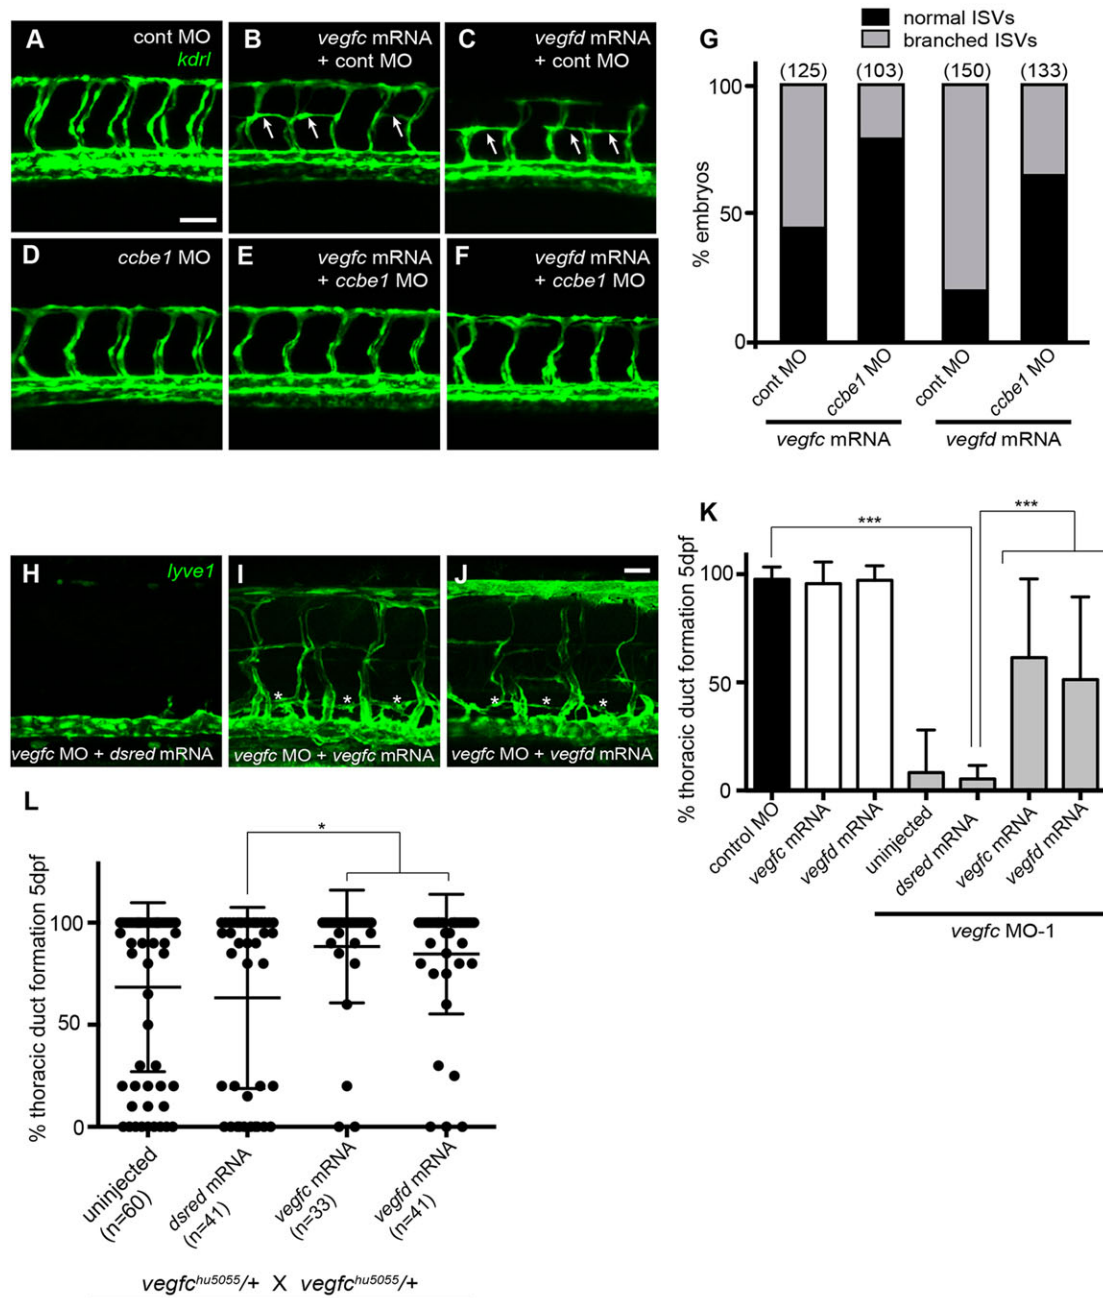 A
cont MO
kdrl
B
vegfc mRNA
+ cont MO
C
vegfd mRNA
+ cont MO
D
ccbe1 MO
E
vegfc mRNA
+ ccbe1 MO
F
vegfd mRNA
+ ccbe1 MO
G
normal ISVs
branched ISVs
(125)
(103)
(150)
(133)
100
50
0
% embryos
cont MO
ccbe1 MO
cont MO
ccbe1 MO
vegfc mRNA
vegfd mRNA
H
lyve1
vegfc MO + dsred mRNA
I
* * *
vegfc MO + vegfc mRNA
J
* * *
vegfc MO + vegfd mRNA
K
***
***
100
50
0
% thoracic duct formation 5dpf
control MO
vegfc mRNA
vegfd mRNA
uninjected
dsred mRNA
vegfc mRNA
vegfd mRNA
vegfc MO-1
L
*
100
50
0
% thoracic duct formation 5dpf
uninjected
(n=60)
dsred mRNA
(n=41)
vegfc mRNA
(n=33)
vegfd mRNA
(n=41)
vegfc^hu5055/+ X vegfc^hu5055/+